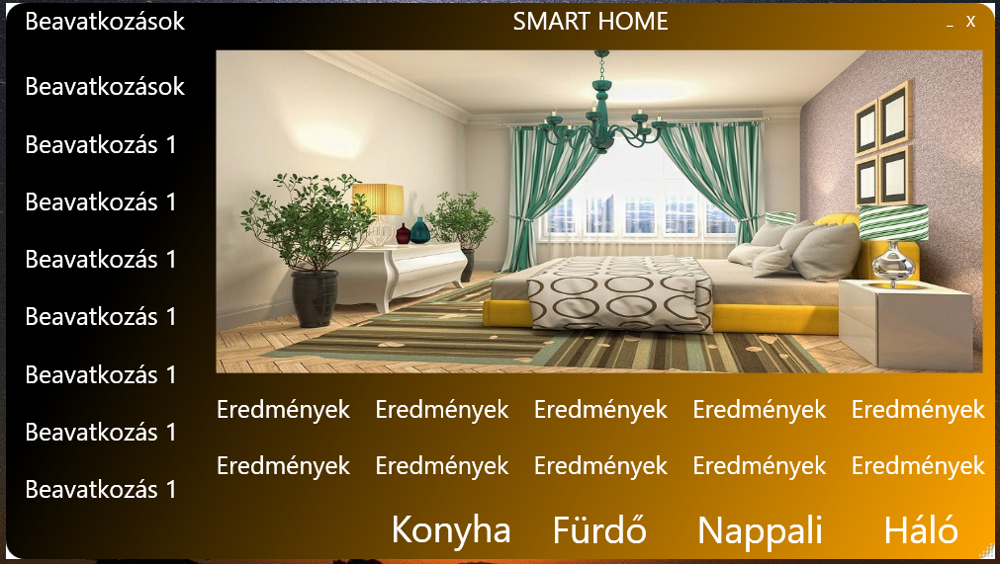 Beavatkozások SMART HOME _ X
Beavatkozások
Beavatkozás 1
Beavatkozás 1
Beavatkozás 1
Beavatkozás 1
Beavatkozás 1
Beavatkozás 1
Beavatkozás 1
Eredmények Eredmények Eredmények Eredmények Eredmények
Eredmények Eredmények Eredmények Eredmények Eredmények
Konyha Fürdő Nappali Háló